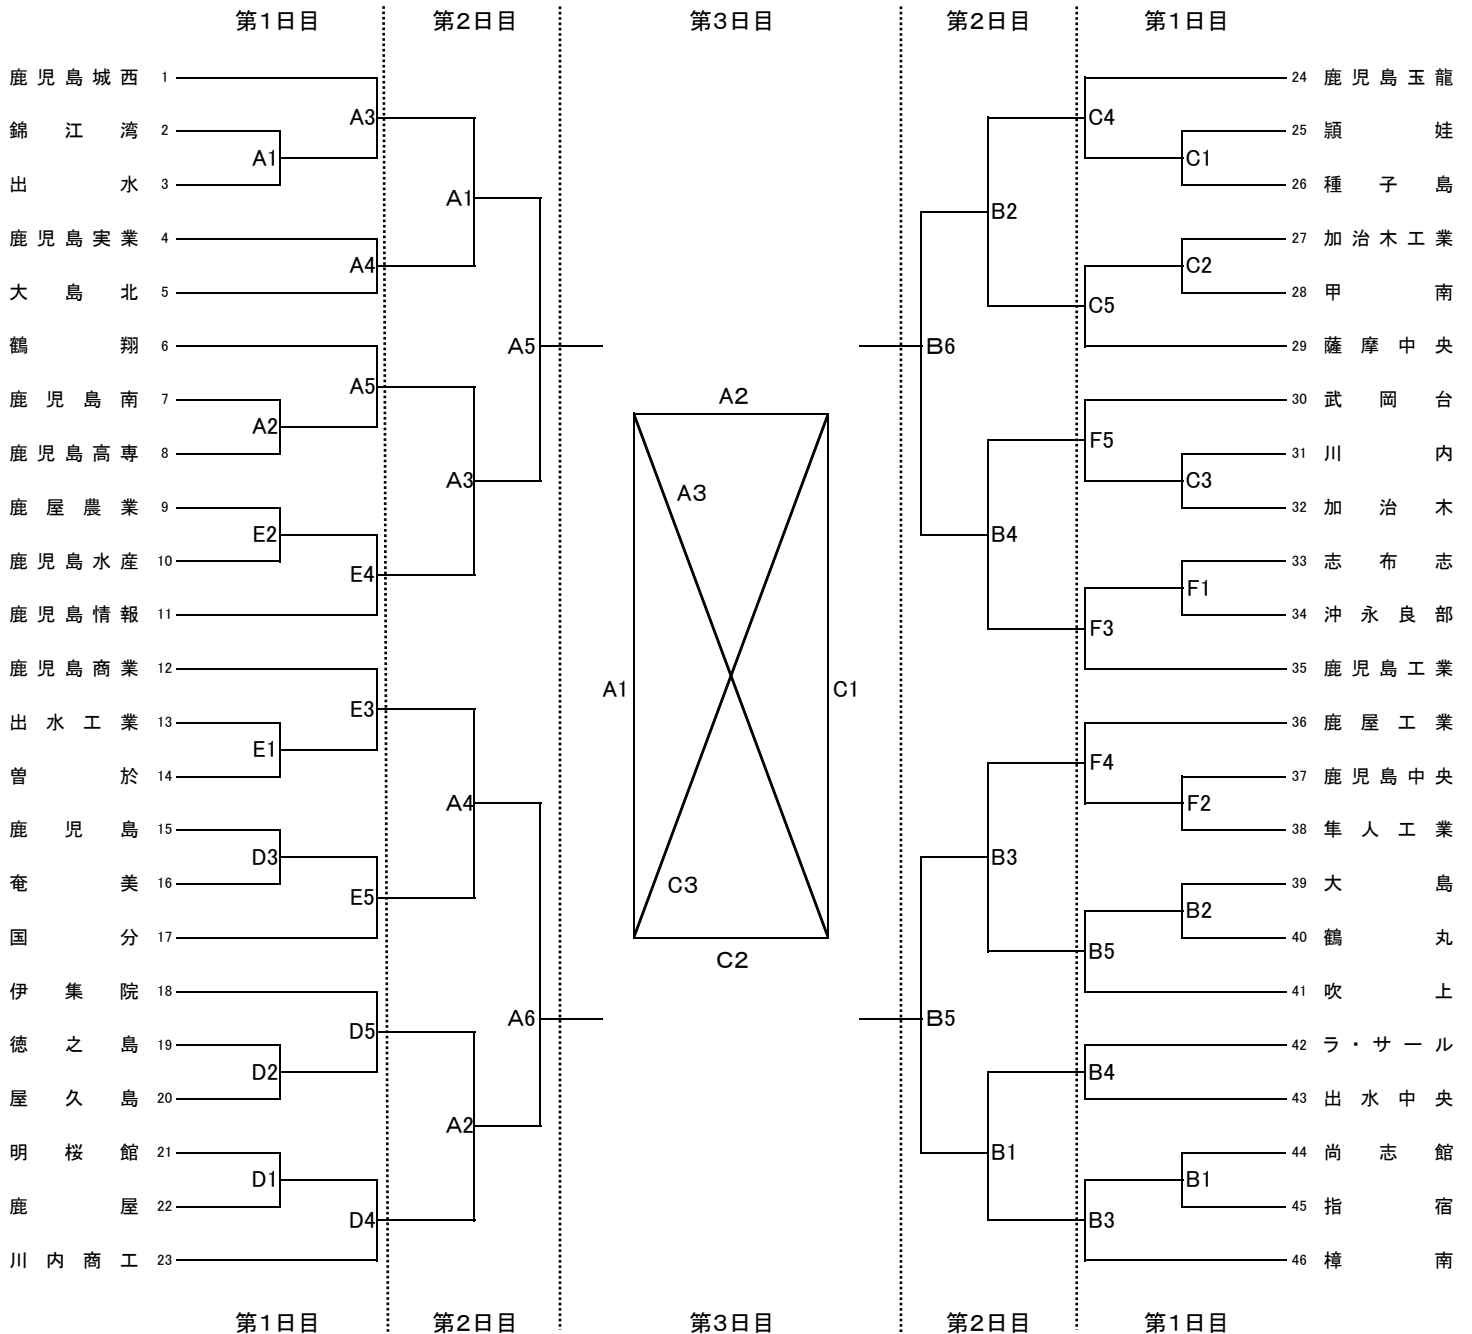 第1日目 第2日目 第3日目 第2日目 第1日目
鹿児島城西 1
錦江湾 2
出水 3
鹿児島実業 4
大島北 5
鶴翔 6
鹿児島南 7
鹿児島高専 8
鹿屋農業 9
鹿児島水産 10
鹿児島情報 11
鹿児島商業 12
出水工業 13
曽於 14
鹿児島 15
奄美 16
国分 17
伊集院 18
徳之島 19
屋久島 20
明桜館 21
鹿屋 22
川内商工 23
A3
A1
A4
A5
A2
E2
E4
E3
E1
D3
E5
D5
D2
D1
D4
A1
A3
A4
A2
A5
A6
A2
A3
A1
C1
C3
C2
B6
B5
B2
B4
B3
B1
C4
C1
C2
C5
F5
C3
F1
F3
F4
F2
B2
B5
B4
B1
B3
24 鹿児島玉龍
25 頴娃
26 種子島
27 加治木工業
28 甲南
29 薩摩中央
30 武岡台
31 川内
32 加治木
33 志布志
34 沖永良部
35 鹿児島工業
36 鹿屋工業
37 鹿児島中央
38 隼人工業
39 大島
40 鶴丸
41 吹上
42 ラ・サール
43 出水中央
44 尚志館
45 指宿
46 樟南
第1日目 第2日目 第3日目 第2日目 第1日目